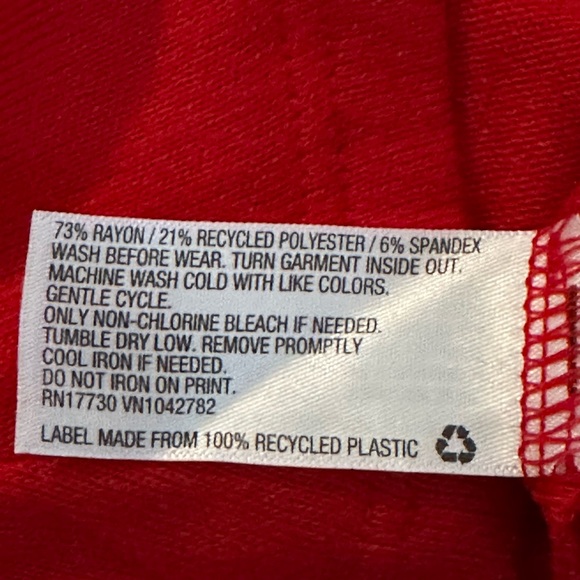 73% RAYON / 21% RECYCLED POLYESTER / 6% SPANDEX
WASH BEFORE WEAR. TURN GARMENT INSIDE OUT.
MACHINE WASH COLD WITH LIKE COLORS.
GENTLE CYCLE.
ONLY NON-CHLORINE BLEACH IF NEEDED.
TUMBLE DRY LOW. REMOVE PROMPTLY
COOL IRON IF NEEDED.
DO NOT IRON ON PRINT.
RN17730 VN1042782
LABEL MADE FROM 100% RECYCLED PLASTIC